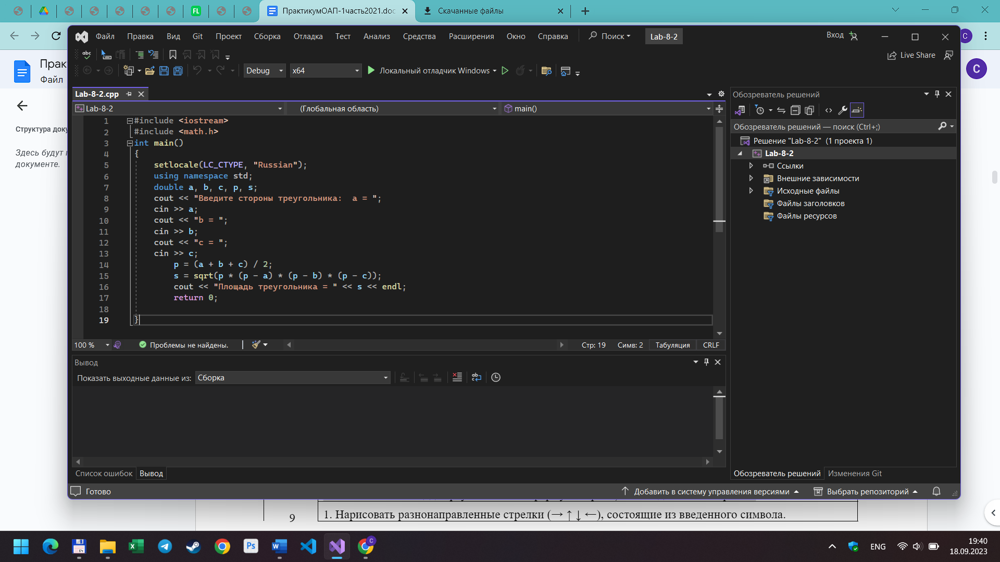 FL
ПрактикумОАП-1часть2021.doc
Скачанные файлы
Файл Правка Вид Git Проект Сборка Отладка Тест Анализ Средства Расширения Окно Справка Поиск Lab-8-2 Вход
C
Live Share
Debug x64 Локальный отладчик Windows
Прак
Файл
C
Структура доку
Здесь будут
документе.
Lab-8-2.cpp
Lab-8-2 (Глобальная область) main()
1 #include <iostream>
2 #include <math.h>
3 int main()
4 {
5 setlocale(LC_CTYPE, "Russian");
6 using namespace std;
7 double a, b, c, p, s;
8 cout << "Введите стороны треугольника:  a = ";
9 cin >> a;
10 cout << "b = ";
11 cin >> b;
12 cout << "c = ";
13 cin >> c;
14 p = (a + b + c) / 2;
15 s = sqrt(p * (p - a) * (p - b) * (p - c));
16 cout << "Площадь треугольника = " << s << endl;
17 return 0;
18
19 }
100 % Проблемы не найдены. Стр: 19 Симв: 2 Табуляция CRLF
Вывод
Показать выходные данные из: Сборка
Список ошибок Вывод
Обозреватель решений
Обозреватель решений — поиск (Ctrl+;)
Решение "Lab-8-2" (1 проекта 1)
Lab-8-2
Ссылки
Внешние зависимости
Исходные файлы
Файлы заголовков
Файлы ресурсов
Обозреватель решений Изменения Git
Готово Добавить в систему управления версиями Выбрать репозиторий
9 1. Нарисовать разнонаправленные стрелки (→ ↑ ↓ ←), состоящие из введенного символа.
64
Ps
C
ENG
19:40
18.09.2023